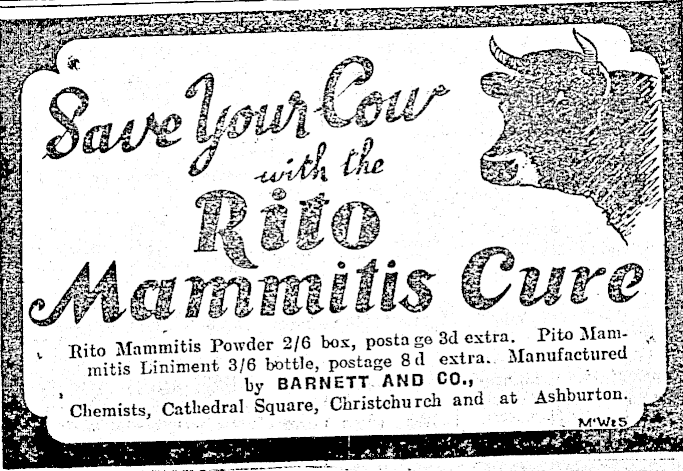 Save Your Cow
with the
Rito
Mammitis Cure
Rito Mammitis Powder 2/6 box, postage 3d extra. Pito Mam-
mitis Liniment 3/6 bottle, postage 8d extra. Manufactured
by BARNETT AND CO.,
Chemists, Cathedral Square, Christchurch and at Ashburton.
M'W&S